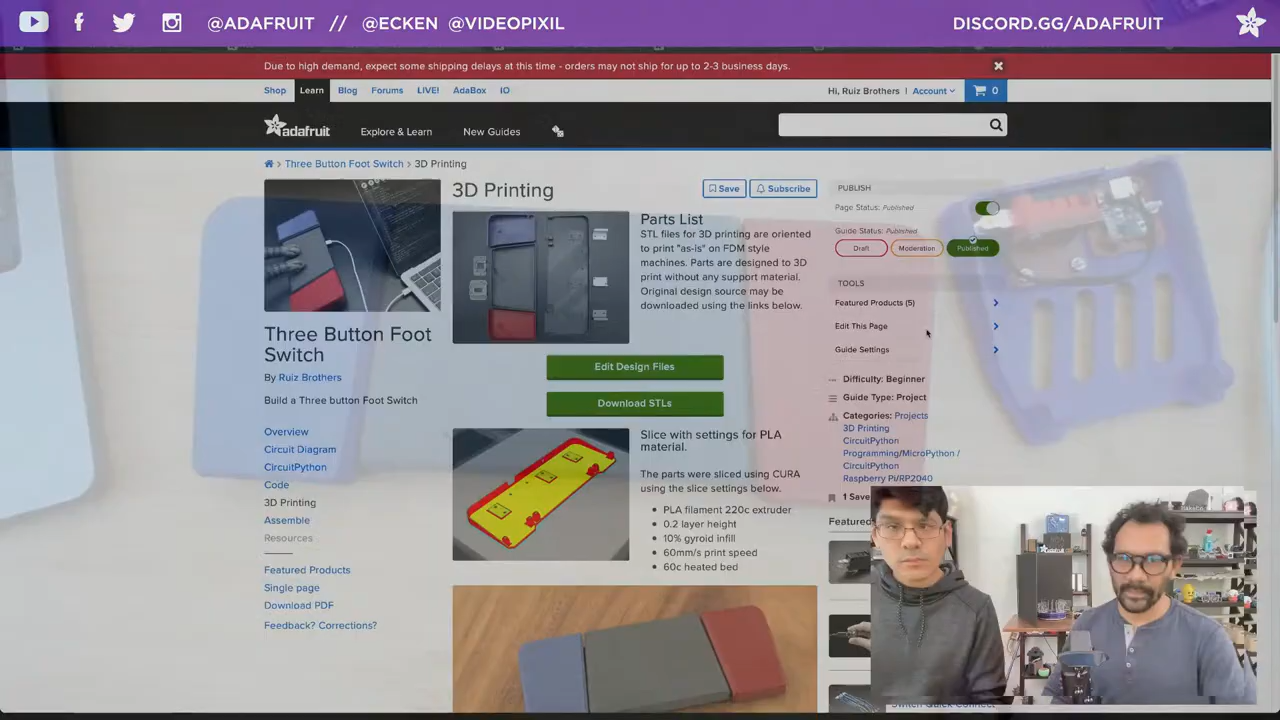 @ADAFRUIT // @ECKEN @VIDEOPIXIL
DISCORD.GG/ADAFRUIT
Due to high demand, expect some shipping delays at this time - orders may not ship for up to 2-3 business days.
Shop Learn Blog Forums LIVE! AdaBox IO
Hi, Ruiz Brothers | Account 0
adafruit Explore & Learn New Guides
Three Button Foot Switch > 3D Printing
3D Printing
Save Subscribe
Parts List
STL files for 3D printing are oriented
to print "as-is" on FDM style
machines. Parts are designed to 3D
print without any support material.
Original design source may be
downloaded using the links below.
Edit Design Files
Download STLs
Slice with settings for PLA
material.
The parts were sliced using CURA
using the slice settings below.
• PLA filament 220c extruder
• 0.2 layer height
• 10% gyroid infill
• 60mm/s print speed
• 60c heated bed
Three Button Foot
Switch
By Ruiz Brothers
Build a Three button Foot Switch
Overview
Circuit Diagram
CircuitPython
Code
3D Printing
Assemble
Resources
Featured Products
Single page
Download PDF
Feedback? Corrections?
PUBLISH
Page Status: Published
Guide Status: Published
Draft Moderation Published
TOOLS
Featured Products (5)
Edit This Page
Guide Settings
Difficulty: Beginner
Guide Type: Project
Categories: Projects
3D Printing
CircuitPython
Programming/MicroPython /
CircuitPython
Raspberry Pi/RP2040
1 Save
Featured
adafruit
Switch Quick Connect